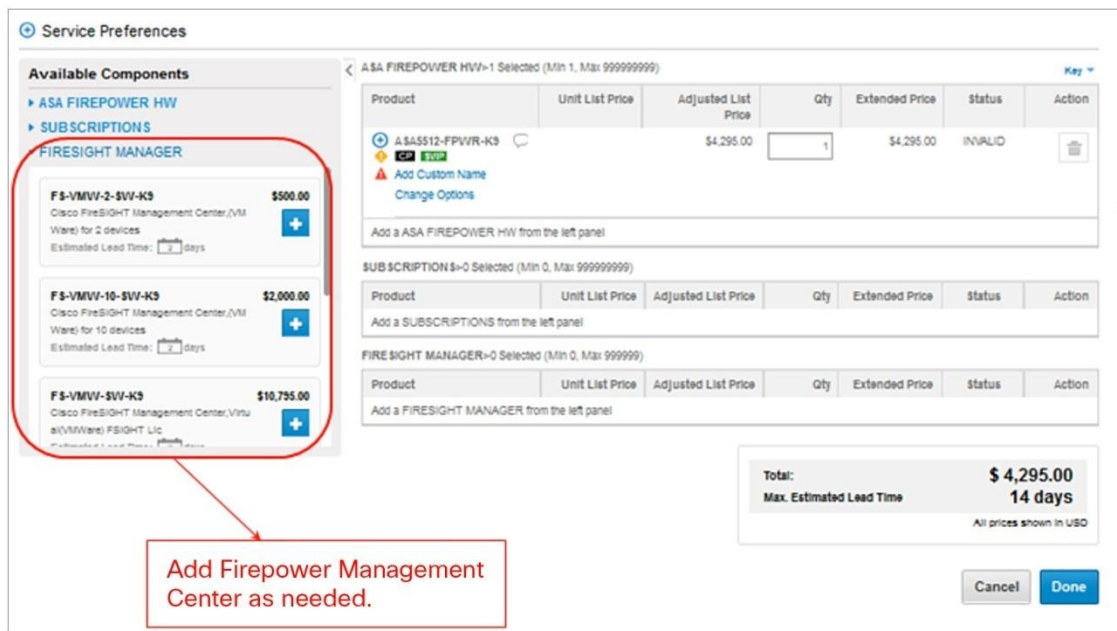 Service Preferences
Available Components
ASA FIREPOWER HW
SUBSCRIPTIONS
FIRESIGHT MANAGER
FS-VMW-2-SW-K9 $500.00
Cisco FireSIGHT Management Center,(VM
Ware) for 2 devices
Estimated Lead Time: 2 days
FS-VMW-10-SW-K9 $2,000.00
Cisco FireSIGHT Management Center,(VM
Ware) for 10 devices
Estimated Lead Time: 2 days
FS-VMW-SW-K9 $10,795.00
Cisco FireSIGHT Management Center,Virtu
al(VMWare) FSIGHT Lic
Estimated Lead Time: days
ASA FIREPOWER HW>1 Selected (Min 1, Max 999999999)
Key
Product Unit List Price Adjusted List Price Qty Extended Price Status Action
ASA5512-FPWR-K9 $4,295.00 1 $4,295.00 INVALID
CP SVIP
Add Custom Name
Change Options
Add a ASA FIREPOWER HW from the left panel
SUBSCRIPTIONS>0 Selected (Min 0, Max 999999999)
Product Unit List Price Adjusted List Price Qty Extended Price Status Action
Add a SUBSCRIPTIONS from the left panel
FIRESIGHT MANAGER>0 Selected (Min 0, Max 999999)
Product Unit List Price Adjusted List Price Qty Extended Price Status Action
Add a FIRESIGHT MANAGER from the left panel
Total: $ 4,295.00
Max. Estimated Lead Time 14 days
All prices shown in USD
Cancel Done
Add Firepower Management
Center as needed.